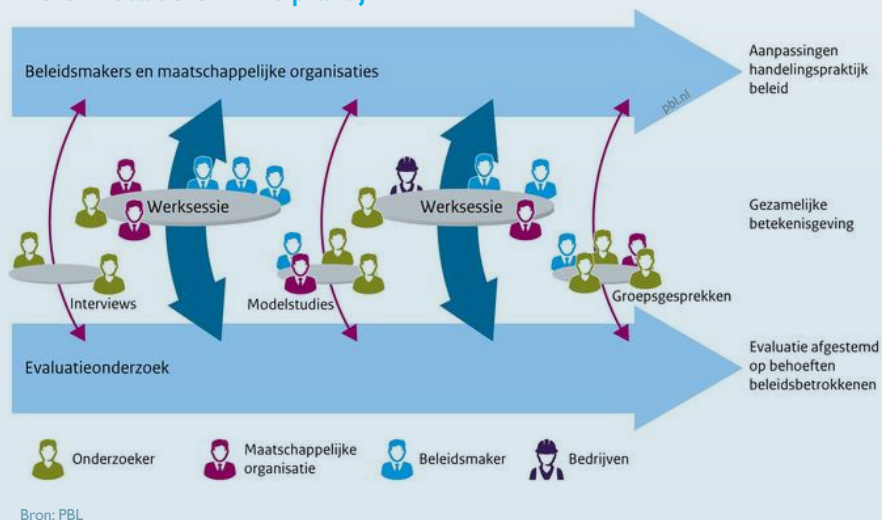 Beleidsmakers en maatschappelijke organisaties
Aanpassingen
handelingspraktijk
beleid
pbl.nl
Werksessie
Werksessie
Gezamelijke
betekenisgeving
Interviews
Modelstudies
Groepsgesprekken
Evaluatieonderzoek
Evaluatie afgestemd
op behoeften
beleidsbetrokkenen
Onderzoeker
Maatschappelijke
organisatie
Beleidsmaker
Bedrijven
Bron: PBL